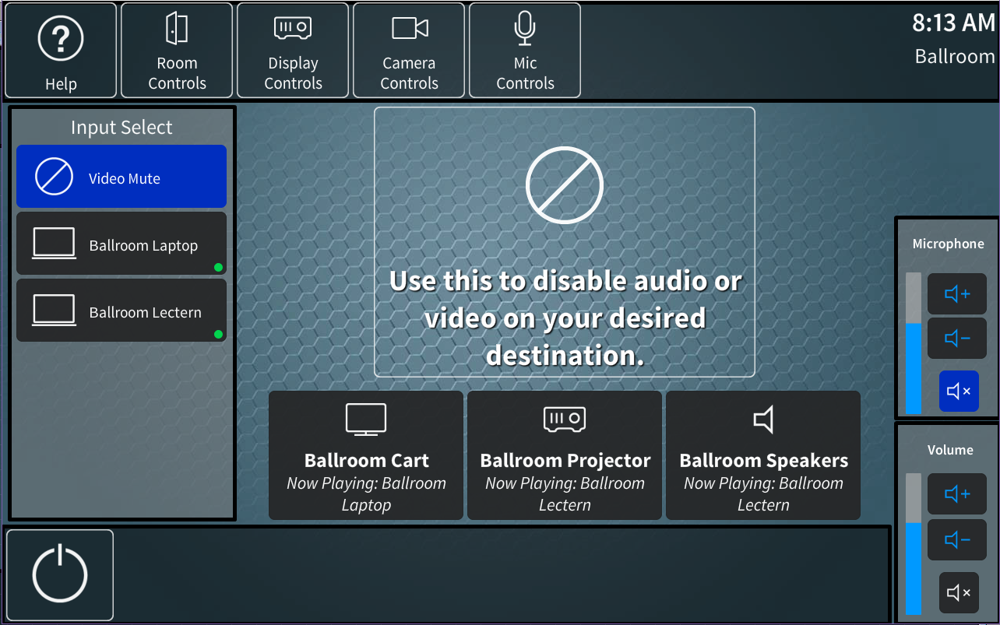 ?
Help
Room
Controls
Display
Controls
Camera
Controls
Mic
Controls
8:13 AM
Ballroom
Input Select
Video Mute
Ballroom Laptop
Ballroom Lectern
Use this to disable audio or
video on your desired
destination.
Ballroom Cart
Now Playing: Ballroom
Laptop
Ballroom Projector
Now Playing: Ballroom
Lectern
Ballroom Speakers
Now Playing: Ballroom
Lectern
Microphone
Volume